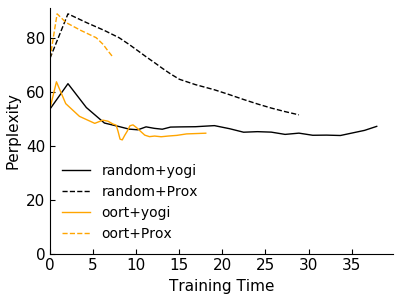 80
60
40
20
0
Perplexity
random+yogi
random+Prox
oort+yogi
oort+Prox
0 5 10 15 20 25 30 35
Training Time